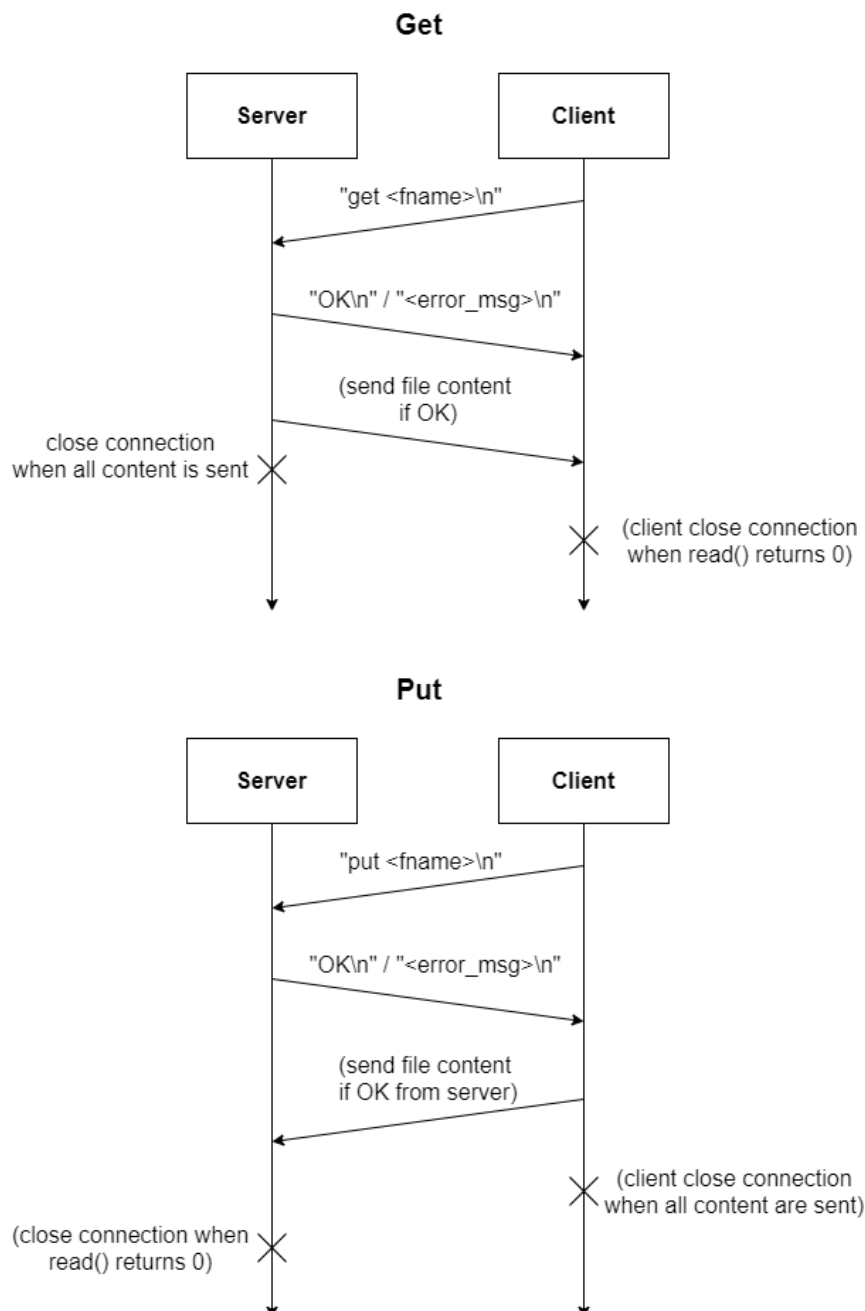 Get
Server
Client
"get <fname>\n"
"OK\n" / "<error_msg>\n"
(send file content
if OK)
close connection
when all content is sent
(client close connection
when read() returns 0)
Put
Server
Client
"put <fname>\n"
"OK\n" / "<error_msg>\n"
(send file content
if OK from server)
(client close connection
when all content are sent)
(close connection when
read() returns 0)